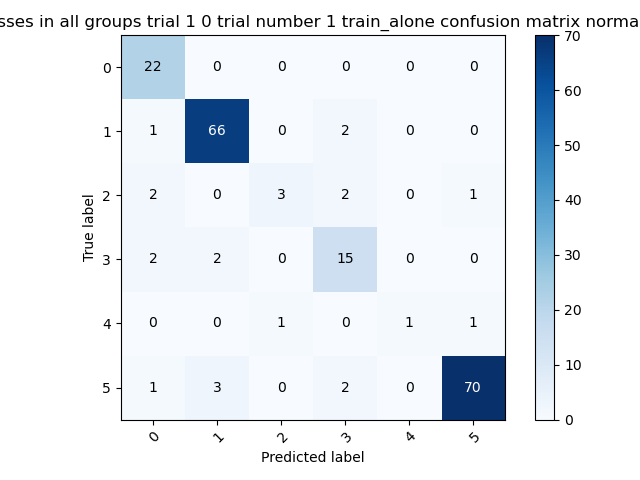 sses in all groups trial 1 0 trial number 1 train_alone confusion matrix norma
0 22 0 0 0 0 0
1 1 66 0 2 0 0
2 2 0 3 2 0 1
3 2 2 0 15 0 0
4 0 0 1 0 1 1
5 1 3 0 2 0 70
0 1 2 3 4 5
Predicted label
True label
70
60
50
40
30
20
10
0